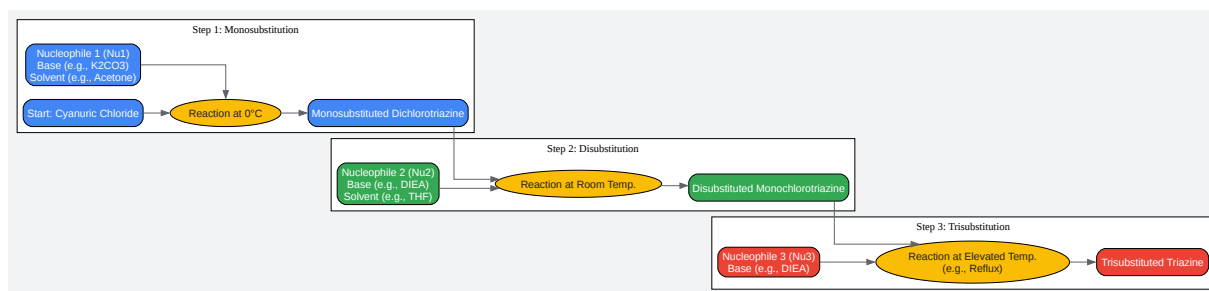 Step 1: Monosubstitution
Nucleophile 1 (Nu1)
Base (e.g., K2CO3)
Solvent (e.g., Acetone)
Start: Cyanuric Chloride
Reaction at 0°C
Monosubstituted Dichlorotriazine
Step 2: Disubstitution
Nucleophile 2 (Nu2)
Base (e.g., DIEA)
Solvent (e.g., THF)
Reaction at Room Temp.
Disubstituted Monochlorotriazine
Step 3: Trisubstitution
Nucleophile 3 (Nu3)
Base (e.g., DIEA)
Reaction at Elevated Temp.
(e.g., Reflux)
Trisubstituted Triazine